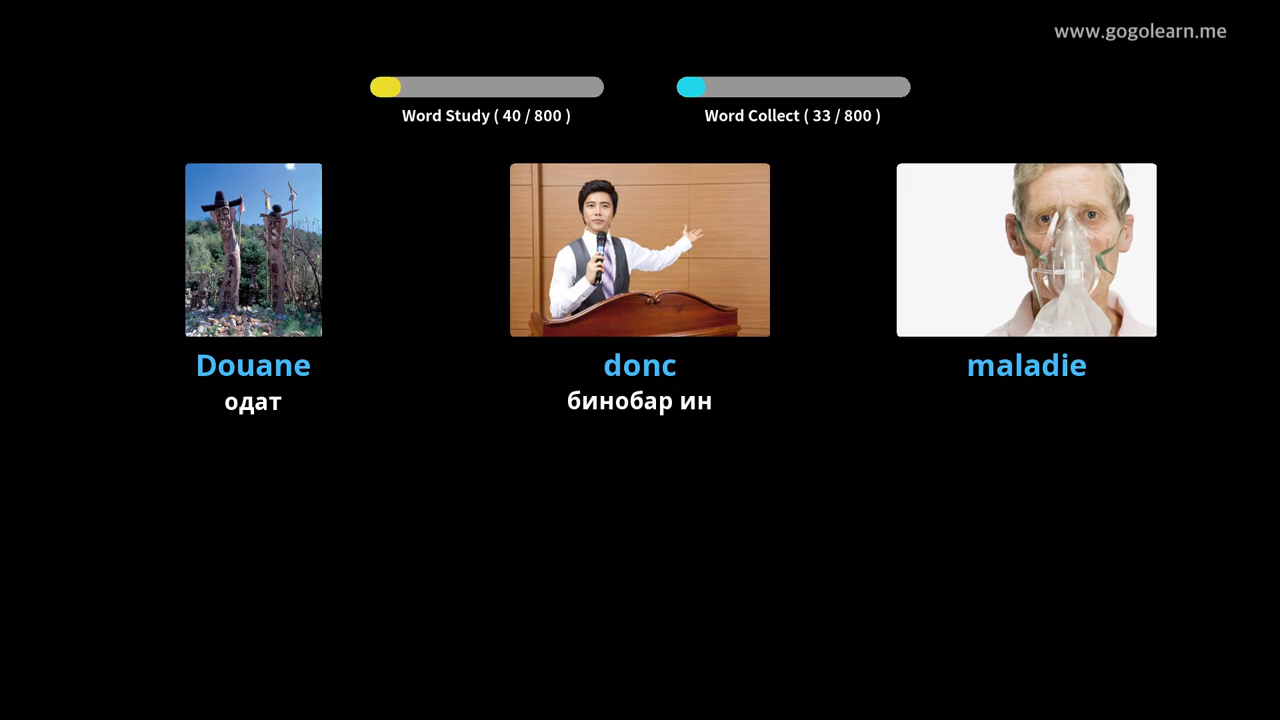 www.gogolearn.me
Word Study ( 40 / 800 )
Word Collect ( 33 / 800 )
Douane
donc
maladie
одат
бинобар ин